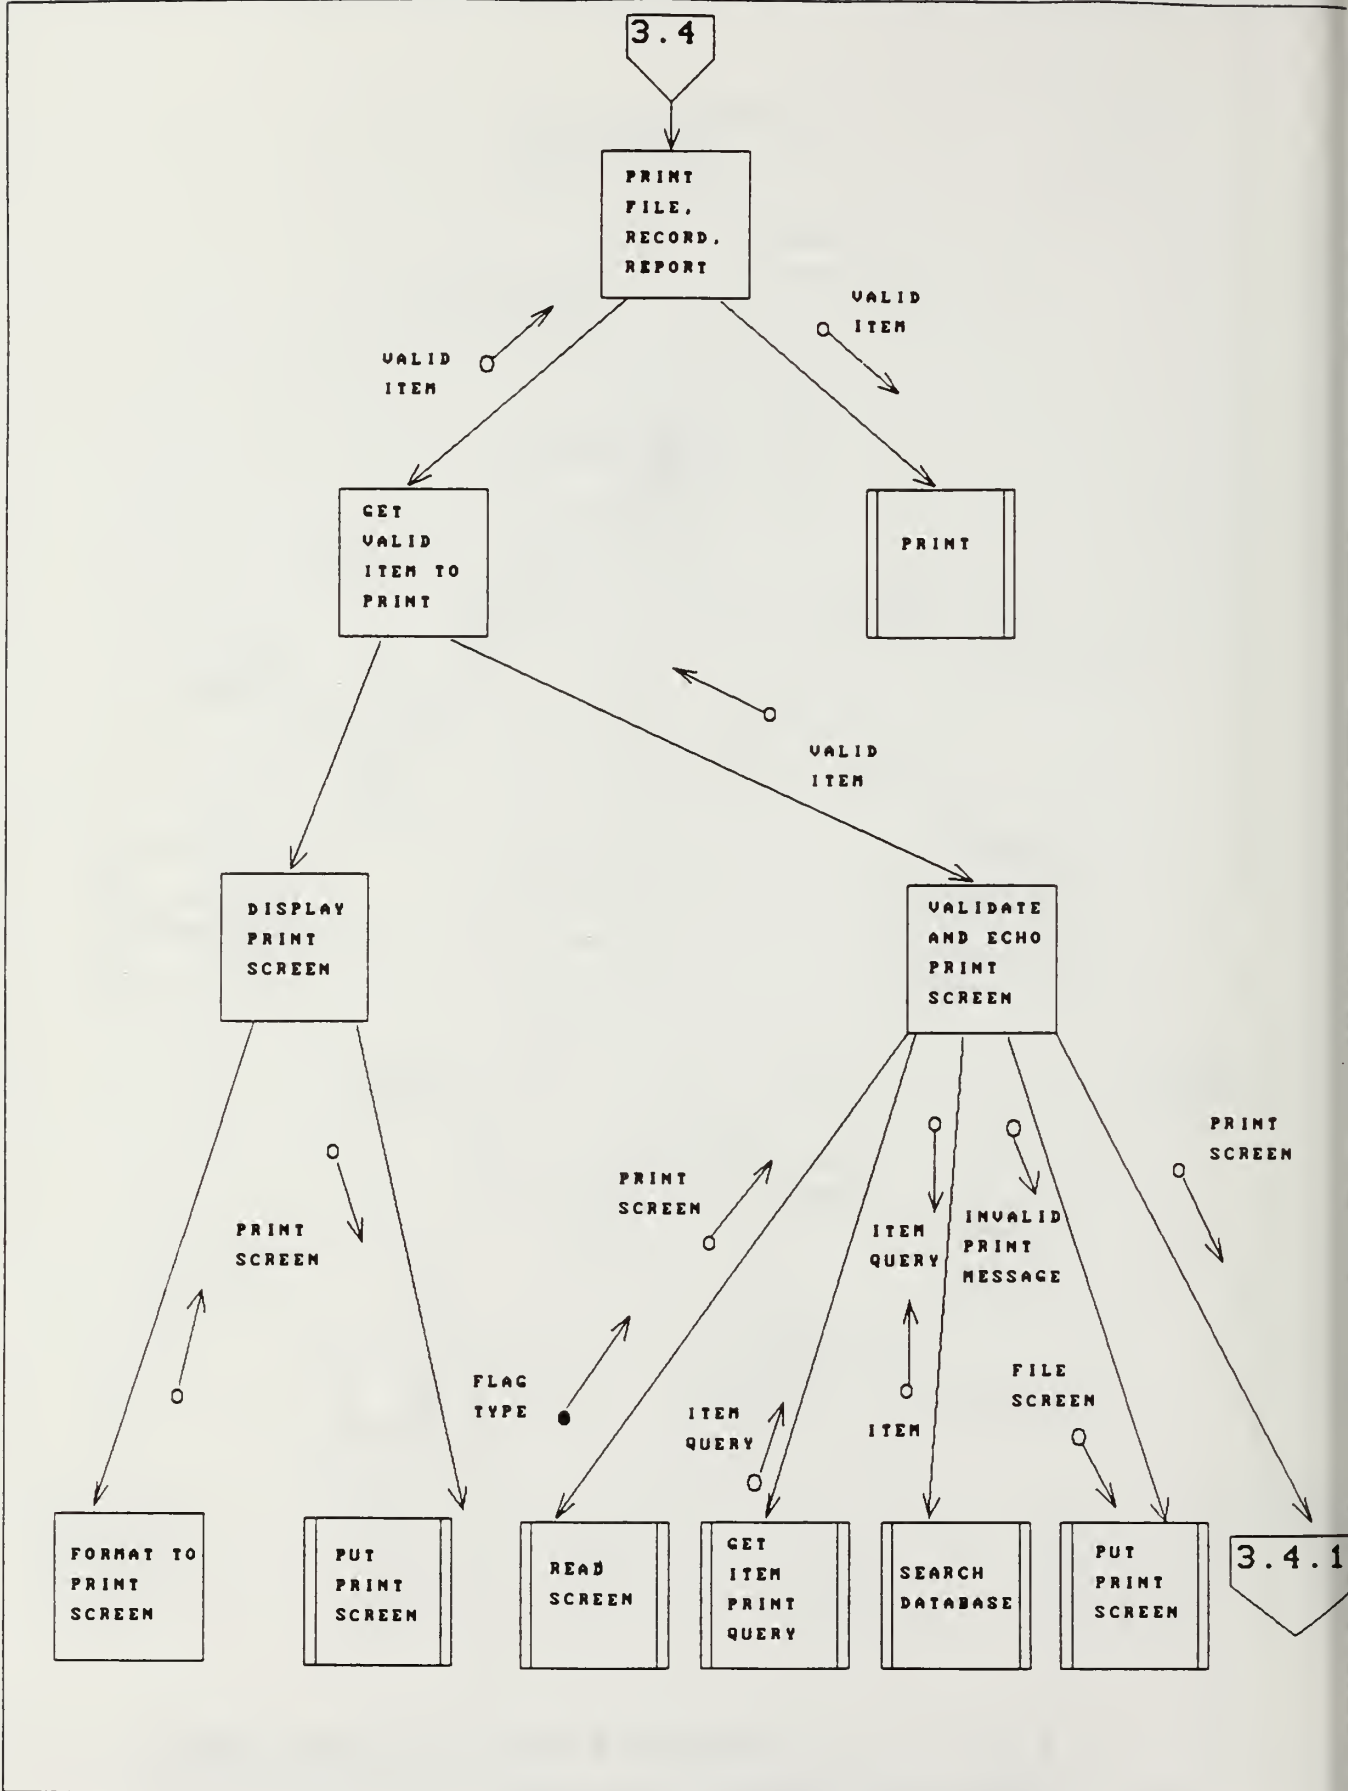 3.4
PRINT
FILE,
RECORD,
REPORT
VALID
ITEM
VALID
ITEM
GET
VALID
ITEM TO
PRINT
PRINT
VALID
ITEM
DISPLAY
PRINT
SCREEN
VALIDATE
AND ECHO
PRINT
SCREEN
PRINT
SCREEN
PRINT
SCREEN
ITEM
QUERY
INVALID
PRINT
MESSAGE
PRINT
SCREEN
FLAG
TYPE
ITEM
QUERY
ITEM
FILE
SCREEN
FORMAT TO
PRINT
SCREEN
PUT
PRINT
SCREEN
READ
SCREEN
GET
ITEM
PRINT
QUERY
SEARCH
DATABASE
PUT
PRINT
SCREEN
3.4.1